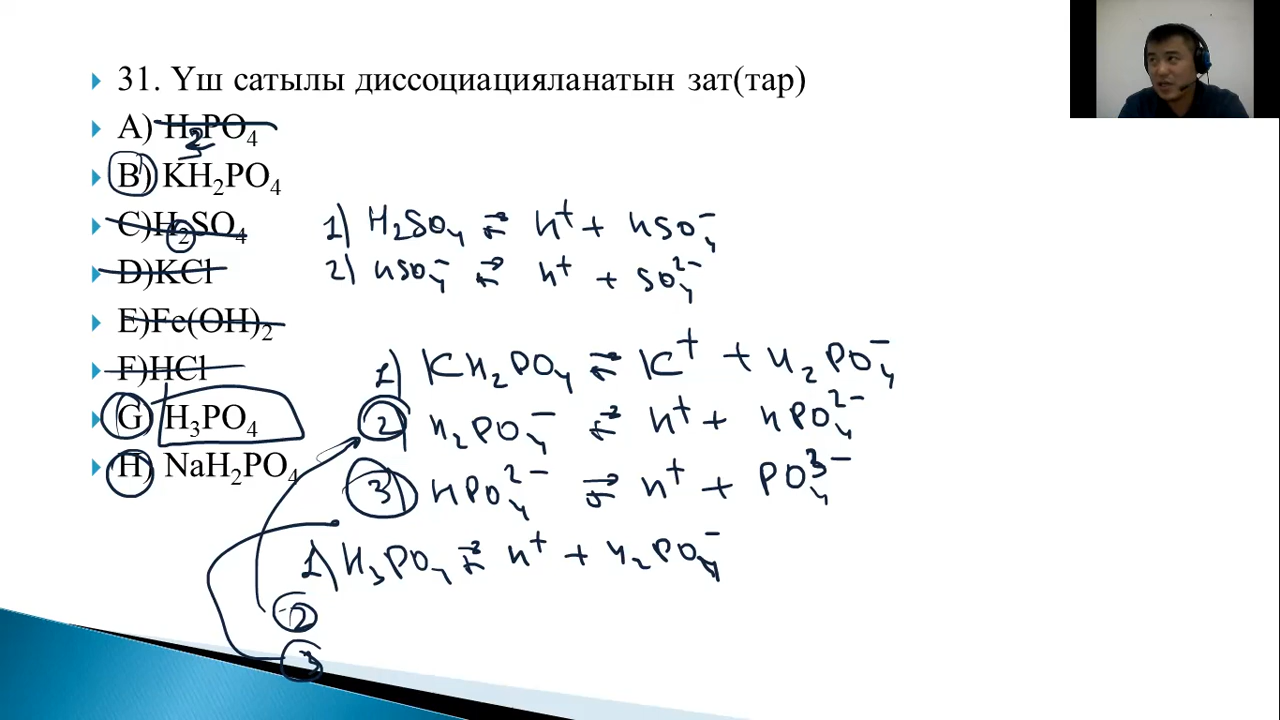 31. Үш сатылы диссоциацияланатын зат(тар)
A) H₂PO₄
B) KH₂PO₄
C)H₂SO₄
D)KCl
E)Fe(OH)₂
F)HCl
G) H₃PO₄
H) NaH₂PO₄
1) H₂SO₄ ⇄ H⁺ + HSO₄⁻
2) HSO₄⁻ ⇄ H⁺ + SO₄²⁻
1) KH₂PO₄ ⇄ K⁺ + H₂PO₄⁻
2) H₂PO₄⁻ ⇄ H⁺ + HPO₄²⁻
3) HPO₄²⁻ ⇄ H⁺ + PO₄³⁻
1) H₃PO₄ ⇄ H⁺ + H₂PO₄⁻
2
3